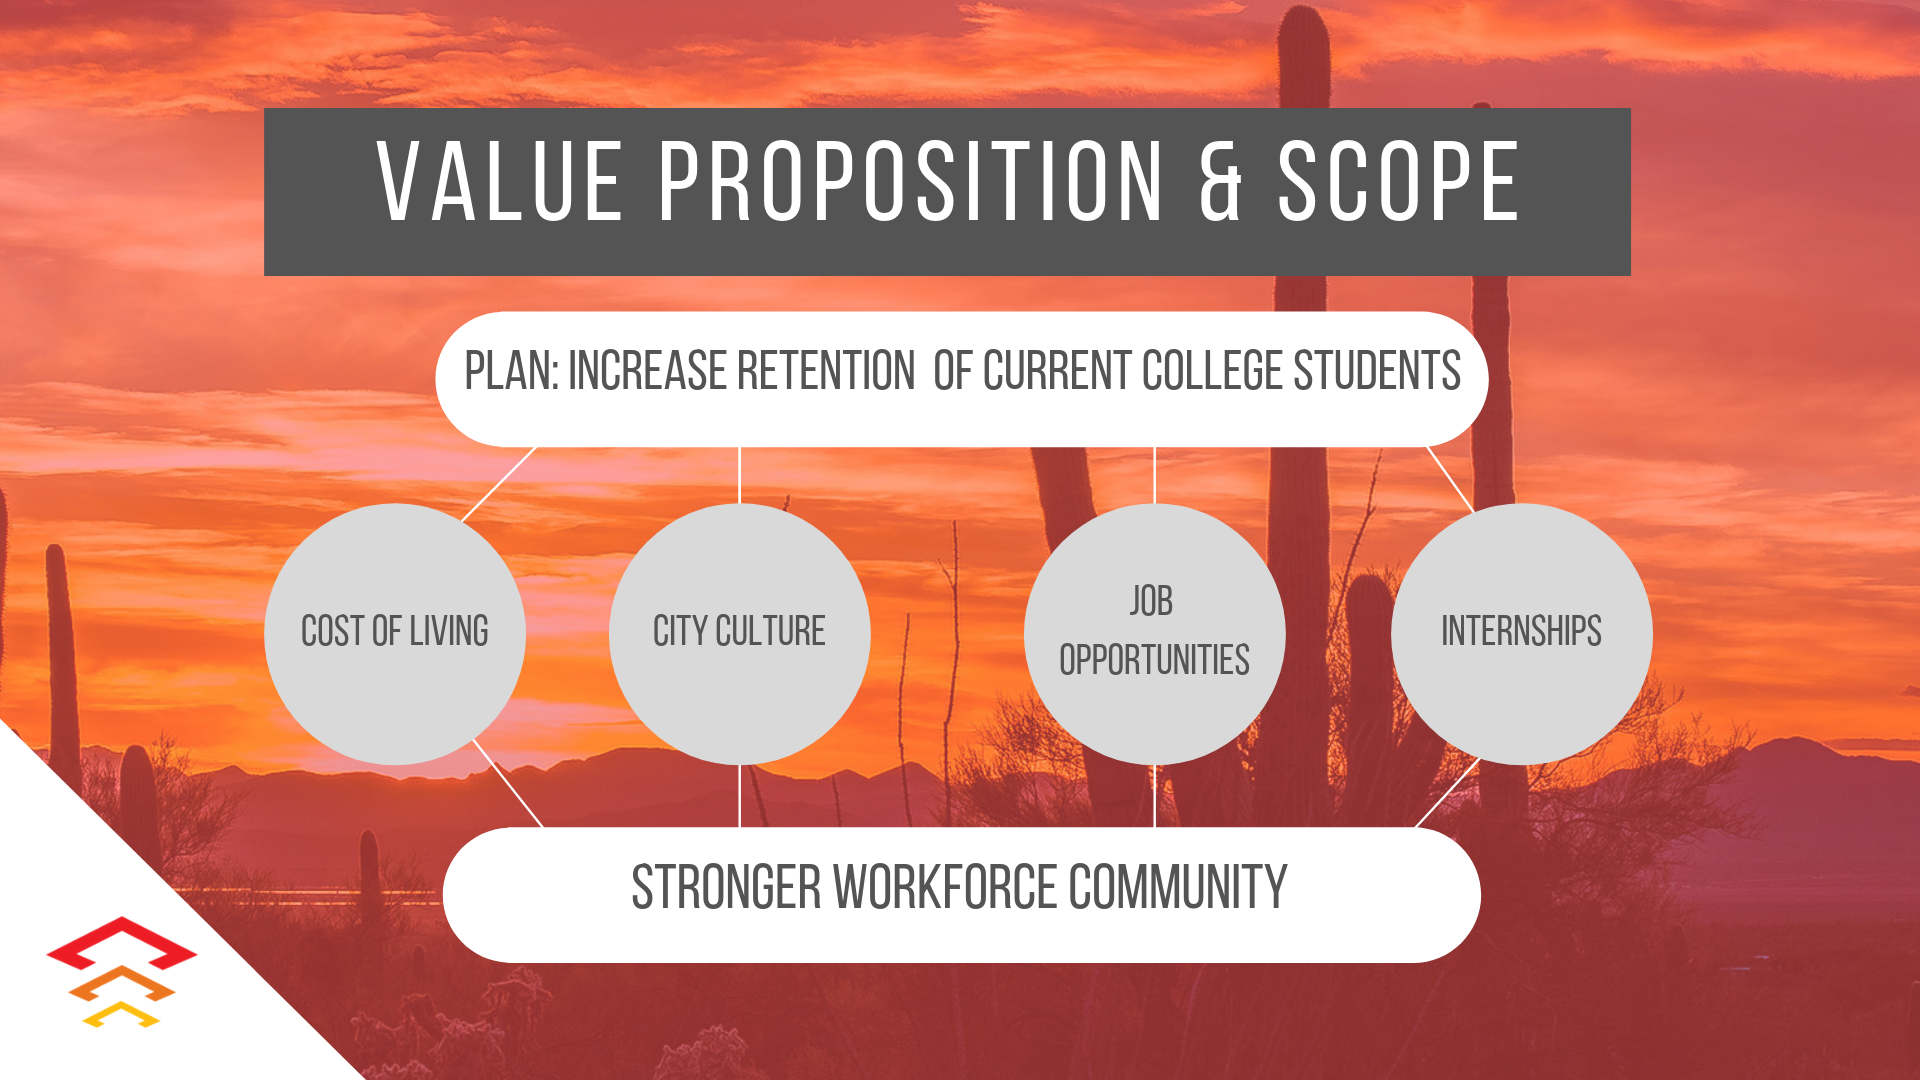 VALUE PROPOSITION & SCOPE
PLAN: INCREASE RETENTION OF CURRENT COLLEGE STUDENTS
COST OF LIVING
CITY CULTURE
JOB
OPPORTUNITIES
INTERNSHIPS
STRONGER WORKFORCE COMMUNITY